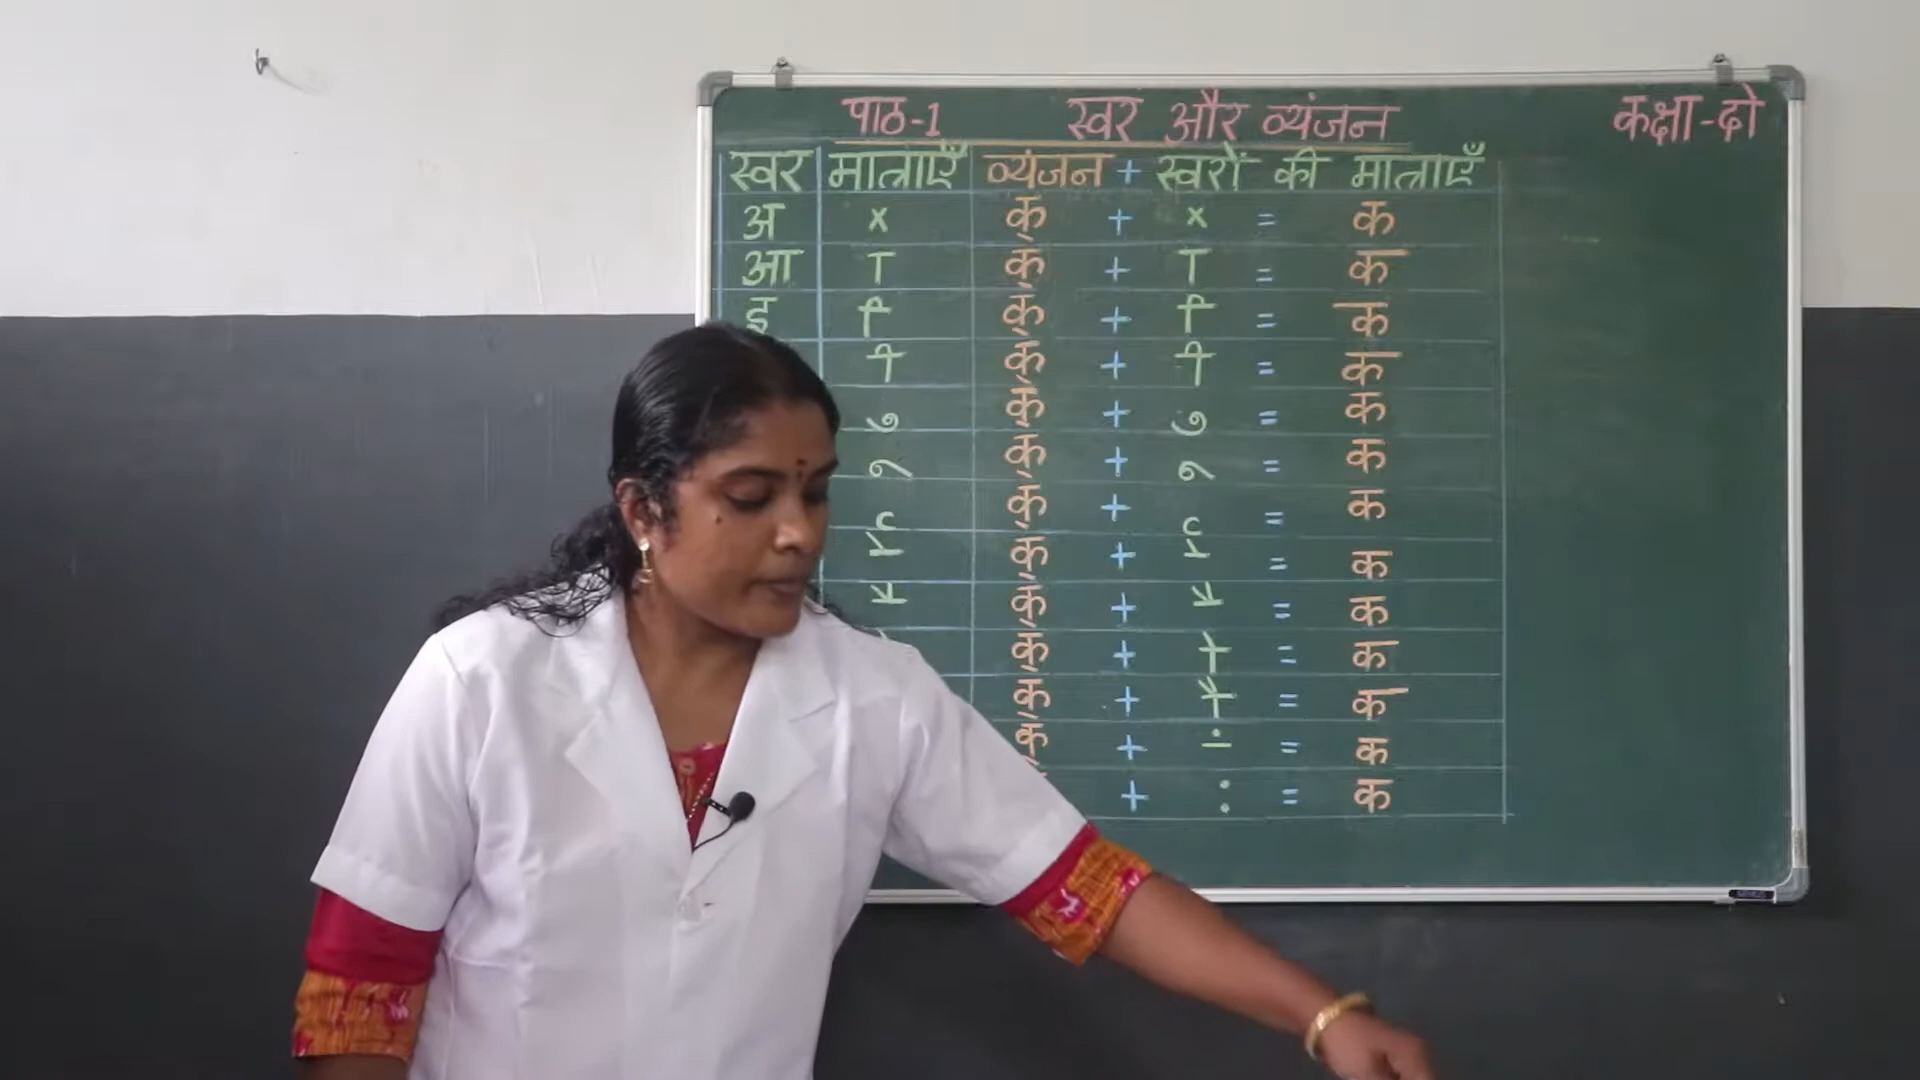 पाठ-1 स्वर और व्यंजन कक्षा-दो
स्वर मात्राएँ व्यंजन + स्वरों की मात्राएँ
अ x क् + x = क
आ ा क् + ा = क
इ ि क् + ि = क
ी क् + ी = क
ु क् + ु = क
ू क् + ू = क
ृ क् + ृ = क
े क् + े = क
ै क् + ै = क
क् + ो = क
क् + ौ = क
क् + ं = क
+ ः = क